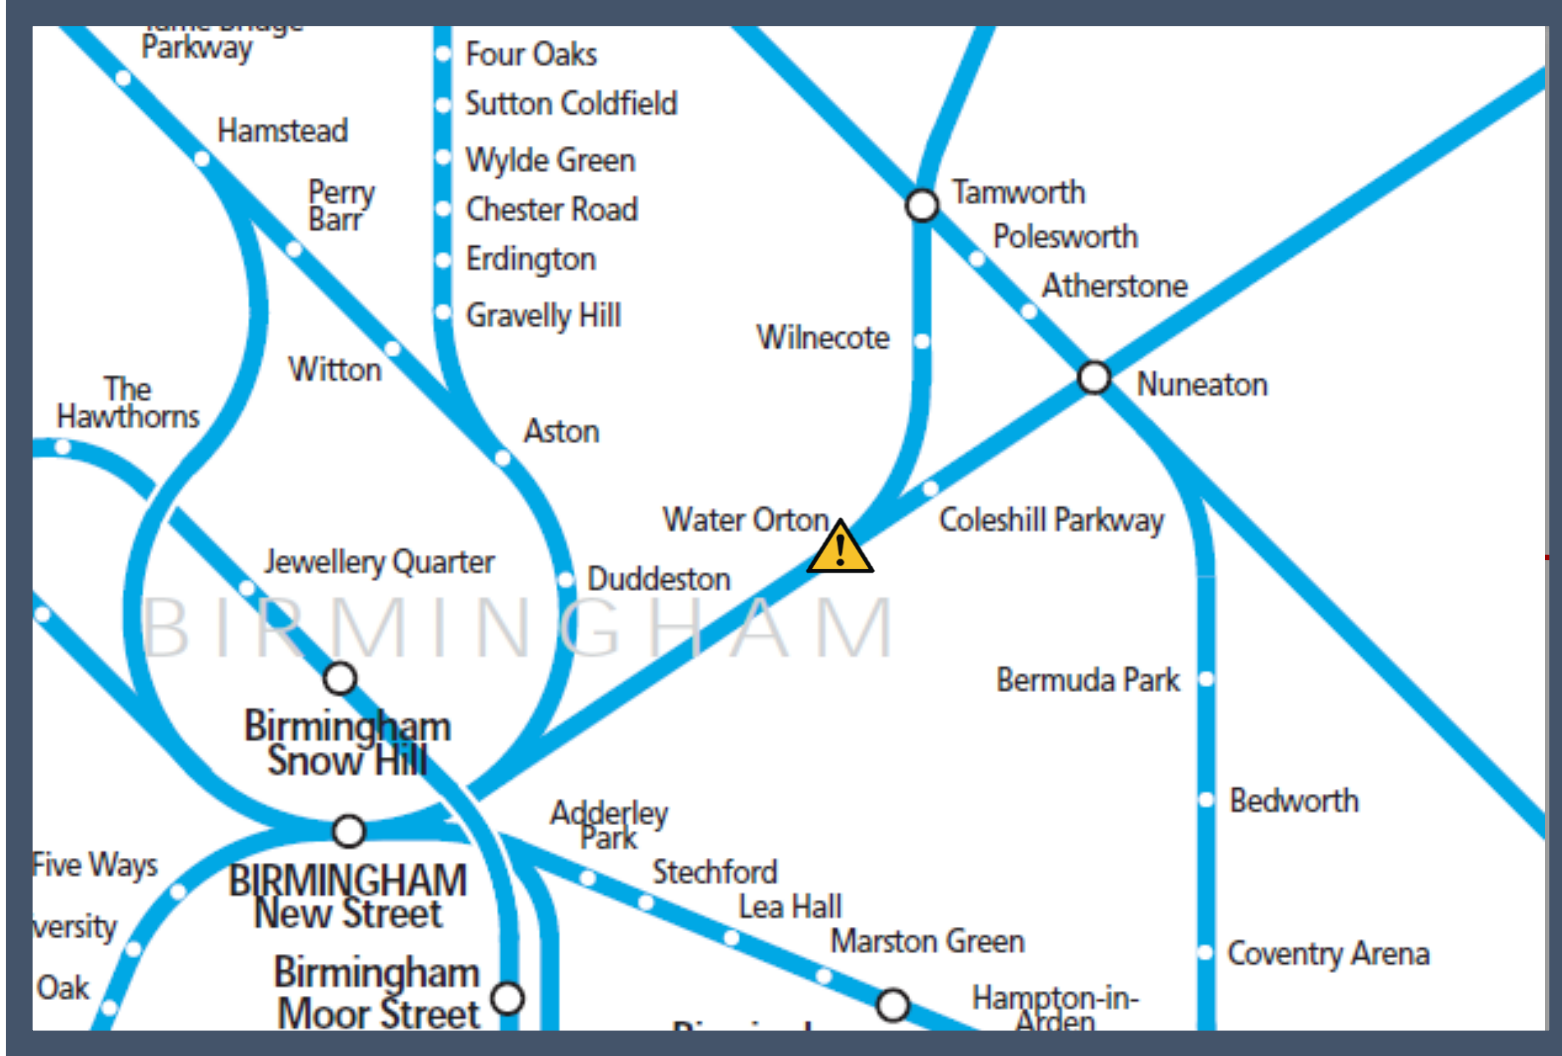 Tame Bridge
Parkway
Four Oaks
Sutton Coldfield
Hamstead
Wylde Green
Perry
Barr
Chester Road
Tamworth
Polesworth
Erdington
Atherstone
Gravelly Hill
Wilnecote
Witton
Nuneaton
The
Hawthorns
Aston
Water Orton
Coleshill Parkway
Jewellery Quarter
Duddeston
BIRMINGHAM
Bermuda Park
Birmingham
Snow Hill
Bedworth
Adderley
Park
Five Ways
Stechford
BIRMINGHAM
New Street
Lea Hall
versity
Marston Green
Coventry Arena
Birmingham
Moor Street
Oak
Hampton-in-
Arden